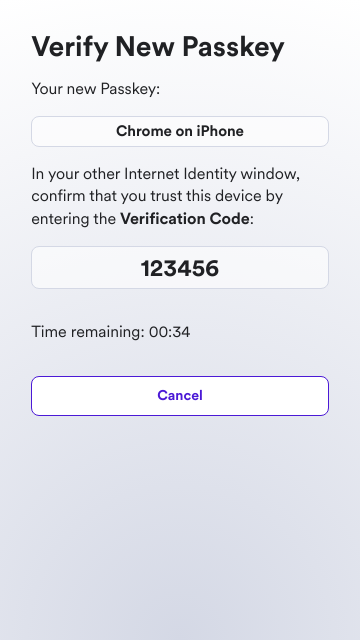 Verify New Passkey
Your new Passkey:
Chrome on iPhone
In your other Internet Identity window,
confirm that you trust this device by
entering the Verification Code:
123456
Time remaining: 00:34
Cancel